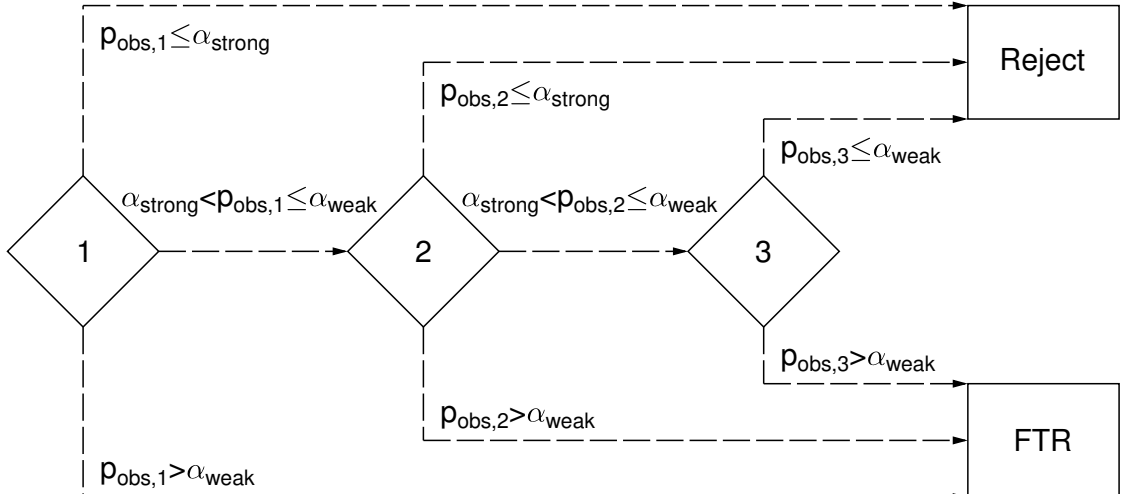 p_obs,1≤α_strong
Reject
p_obs,2≤α_strong
p_obs,3≤α_weak
α_strong<p_obs,1≤α_weak
α_strong<p_obs,2≤α_weak
1
2
3
p_obs,3>α_weak
p_obs,2>α_weak
FTR
p_obs,1>α_weak